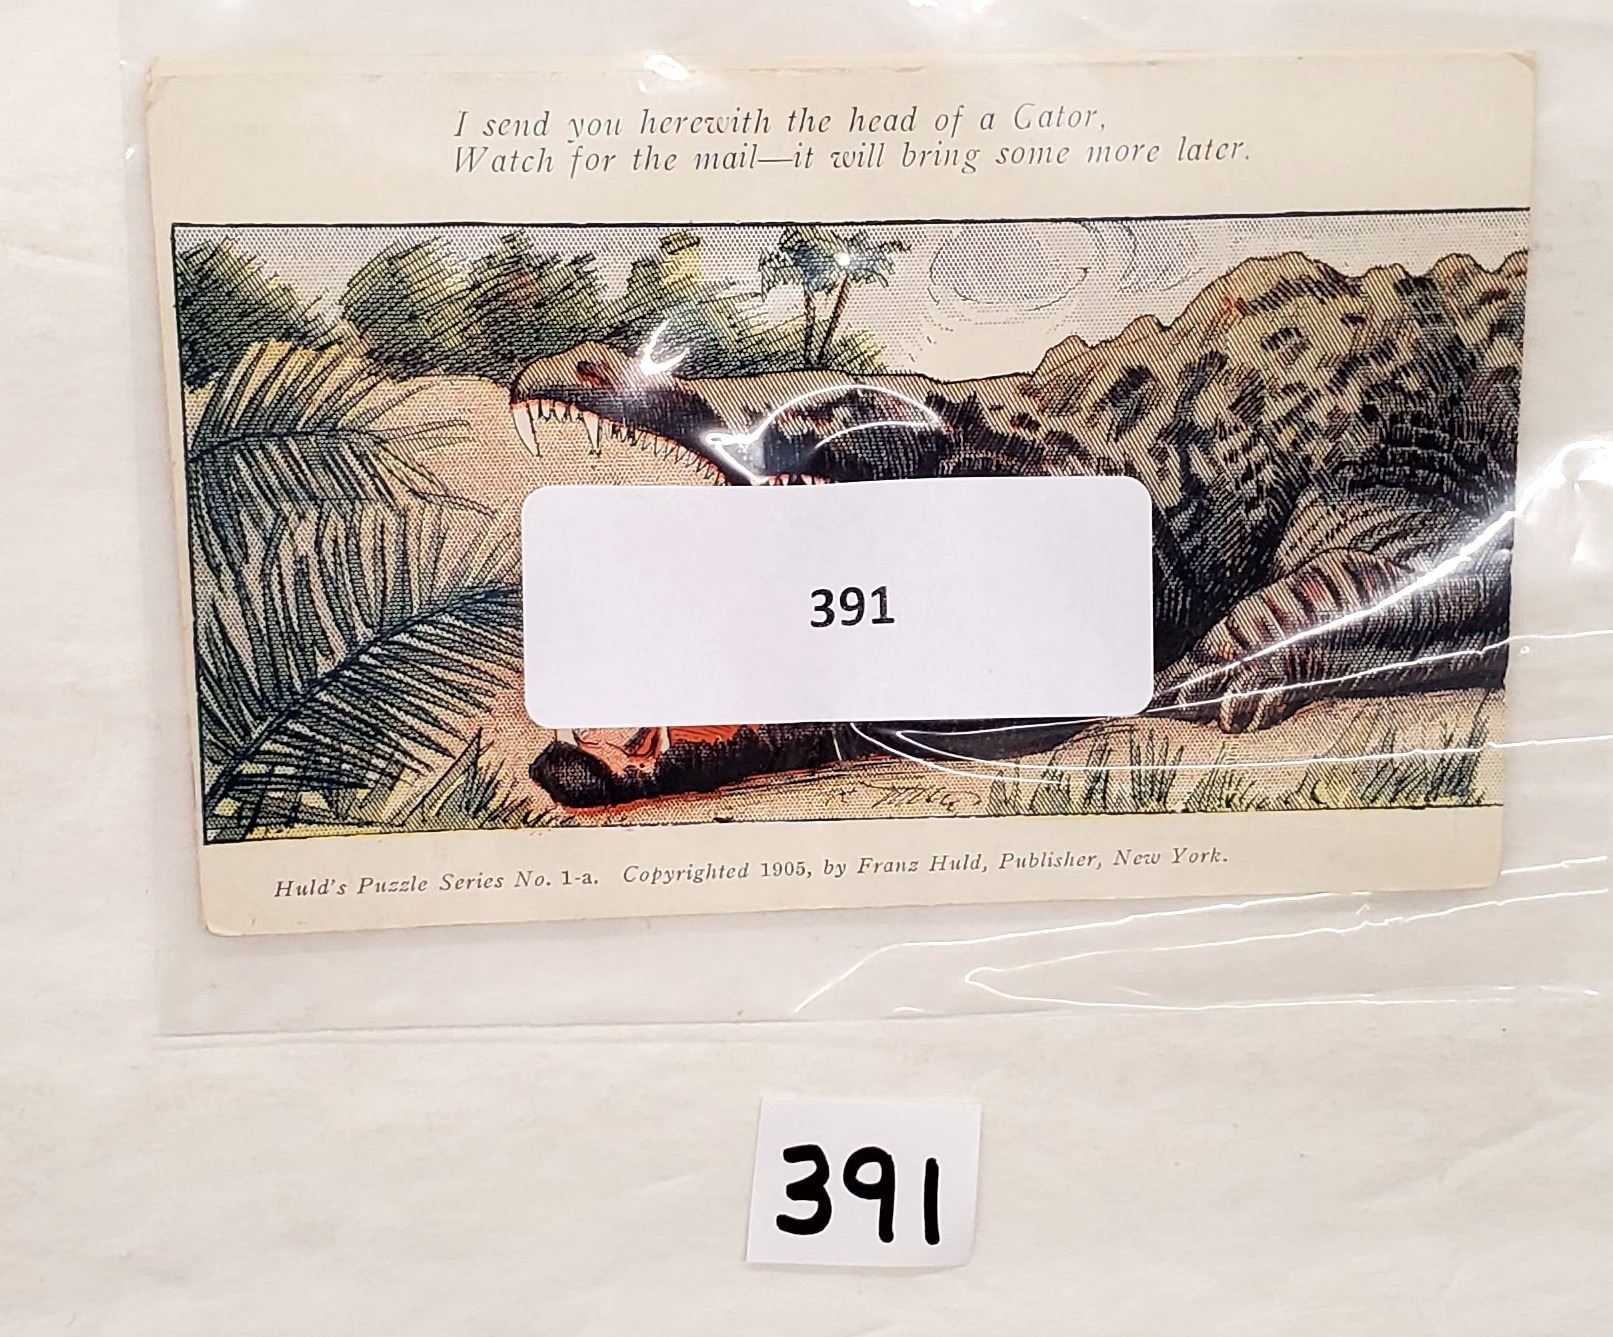 I send you herewith the head of a Gator,
Watch for the mail—it will bring some more later.
391
Huld's Puzzle Series No. 1-a. Copyrighted 1905, by Franz Huld, Publisher, New York.
391